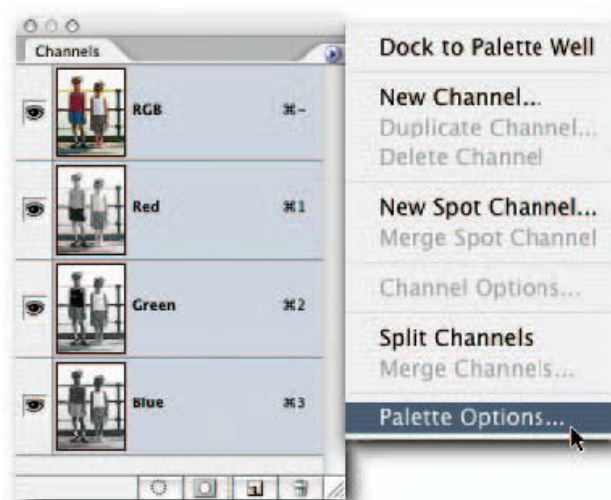 Channels
RGB ⌘~
Red ⌘1
Green ⌘2
Blue ⌘3
Dock to Palette Well
New Channel...
Duplicate Channel...
Delete Channel
New Spot Channel...
Merge Spot Channel
Channel Options...
Split Channels
Merge Channels...
Palette Options...